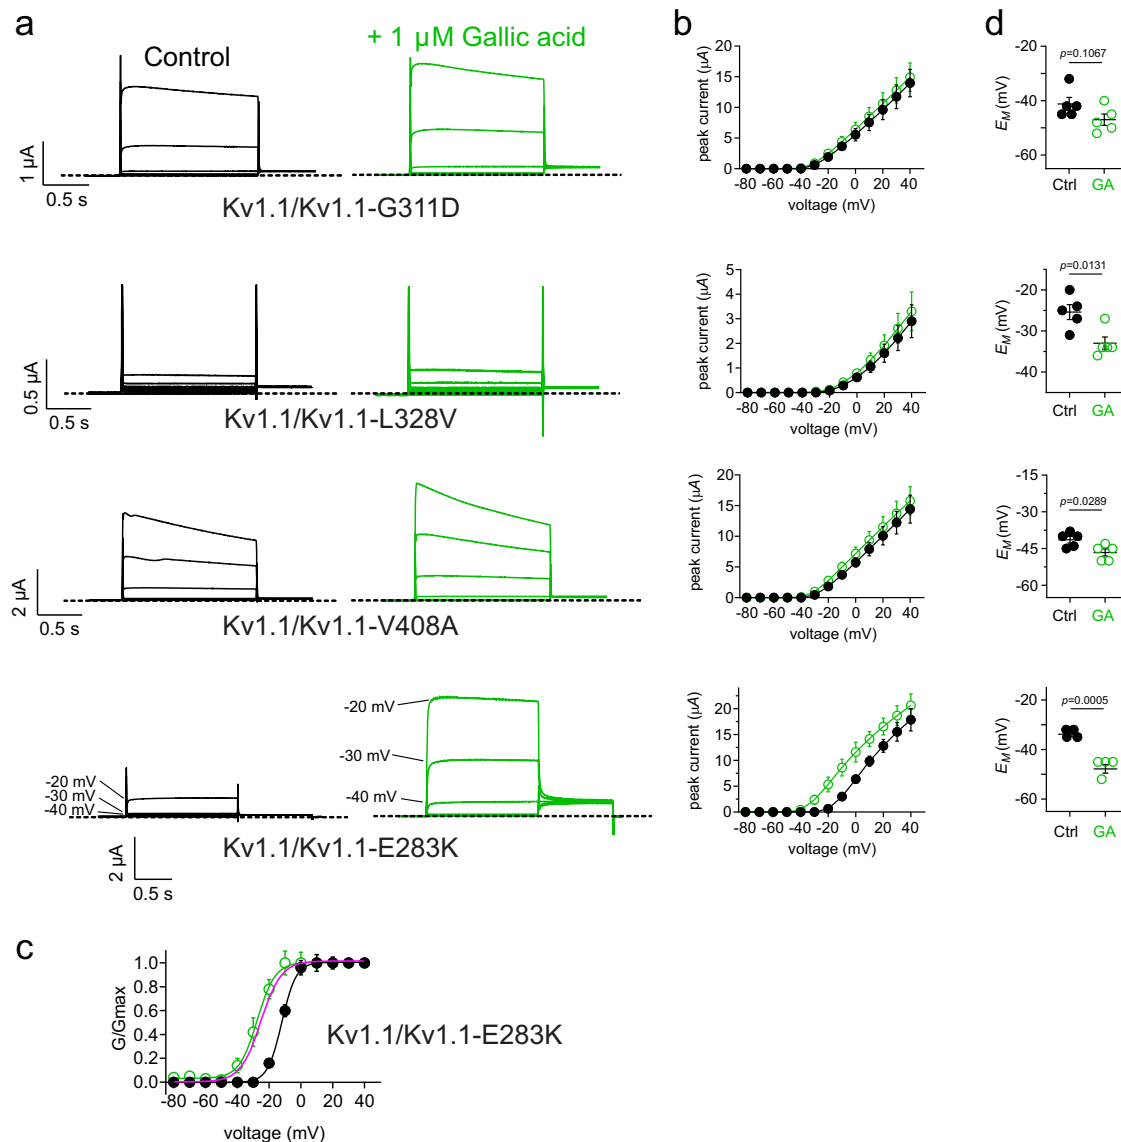 a
Control
+ 1 µM Gallic acid
1 µA
0.5 s
Kv1.1/Kv1.1-G311D
0.5 µA
0.5 s
Kv1.1/Kv1.1-L328V
2 µA
0.5 s
Kv1.1/Kv1.1-V408A
-20 mV
-30 mV
-40 mV
-20 mV
-30 mV
-40 mV
Kv1.1/Kv1.1-E283K
2 µA
0.5 s
b
peak current (µA)
20
15
10
5
0
-80 -60 -40 -20 0 20 40
voltage (mV)
peak current (µA)
5
4
3
2
1
0
-80 -60 -40 -20 0 20 40
voltage (mV)
peak current (µA)
20
15
10
5
0
-80 -60 -40 -20 0 20 40
voltage (mV)
peak current (µA)
20
15
10
5
0
-80 -60 -40 -20 0 20 40
voltage (mV)
d
EM (mV)
-20
-40
-60
p=0.1067
Ctrl GA
EM (mV)
-20
-30
-40
p=0.0131
Ctrl GA
EM (mV)
-15
-30
-45
-60
p=0.0289
Ctrl GA
EM (mV)
-40
-60
p=0.0005
Ctrl GA
c
G/Gmax
1.0
0.8
0.6
0.4
0.2
0.0
-80 -60 -40 -20 0 20 40
voltage (mV)
Kv1.1/Kv1.1-E283K